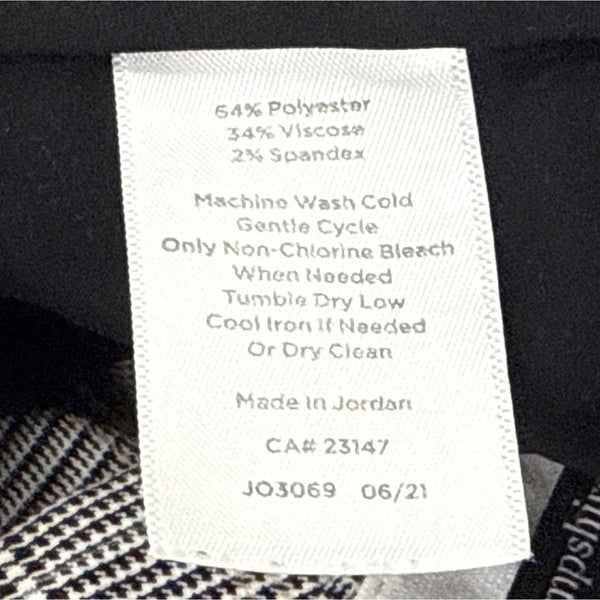 64% Polyester
34% Viscose
2% Spandex
Machine Wash Cold
Gentle Cycle
Only Non-Chlorine Bleach
When Needed
Tumble Dry Low
Cool Iron If Needed
Or Dry Clean
Made In Jordan
CA# 23147
JO3069 06/21